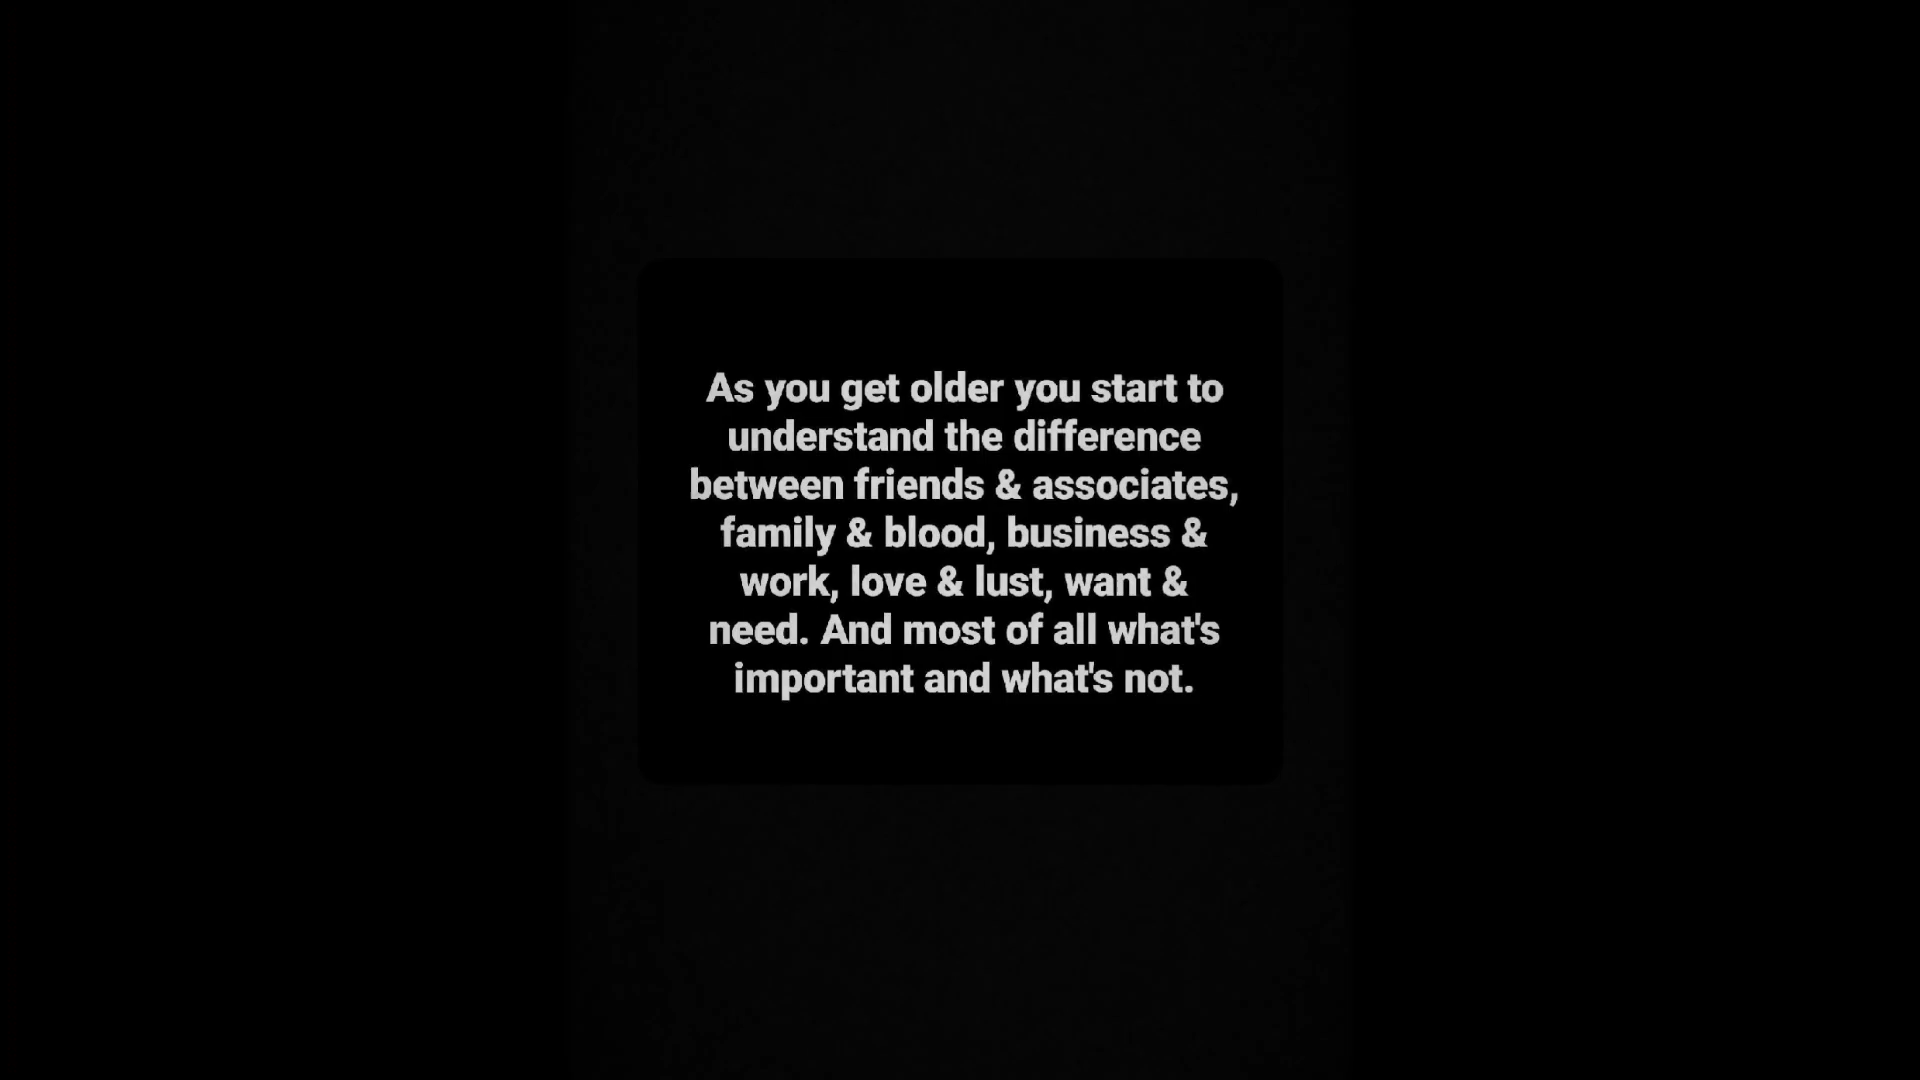 As you get older you start to
understand the difference
between friends & associates,
family & blood, business &
work, love & lust, want &
need. And most of all what's
important and what's not.